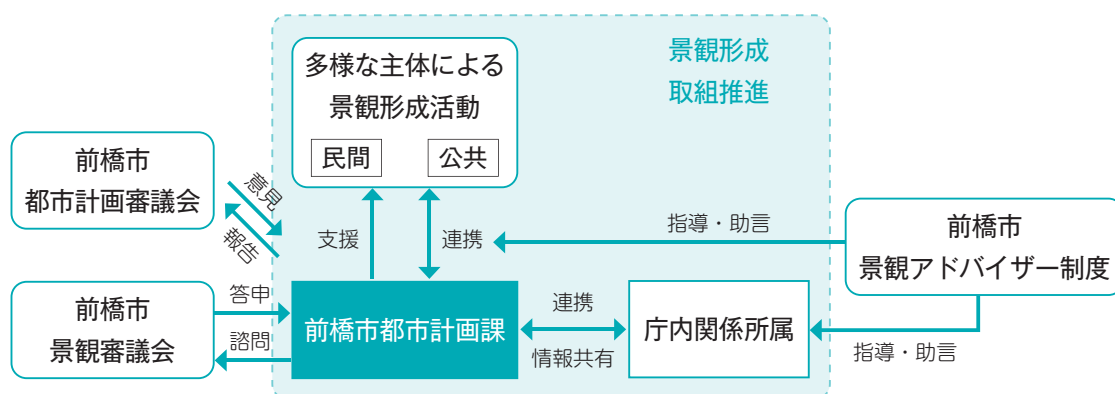 景観形成
取組推進
多様な主体による
景観形成活動
民間
公共
前橋市
都市計画審議会
意見
報告
支援
連携
指導・助言
前橋市
景観アドバイザー制度
前橋市
景観審議会
答申
諮問
前橋市都市計画課
連携
情報共有
庁内関係所属
指導・助言